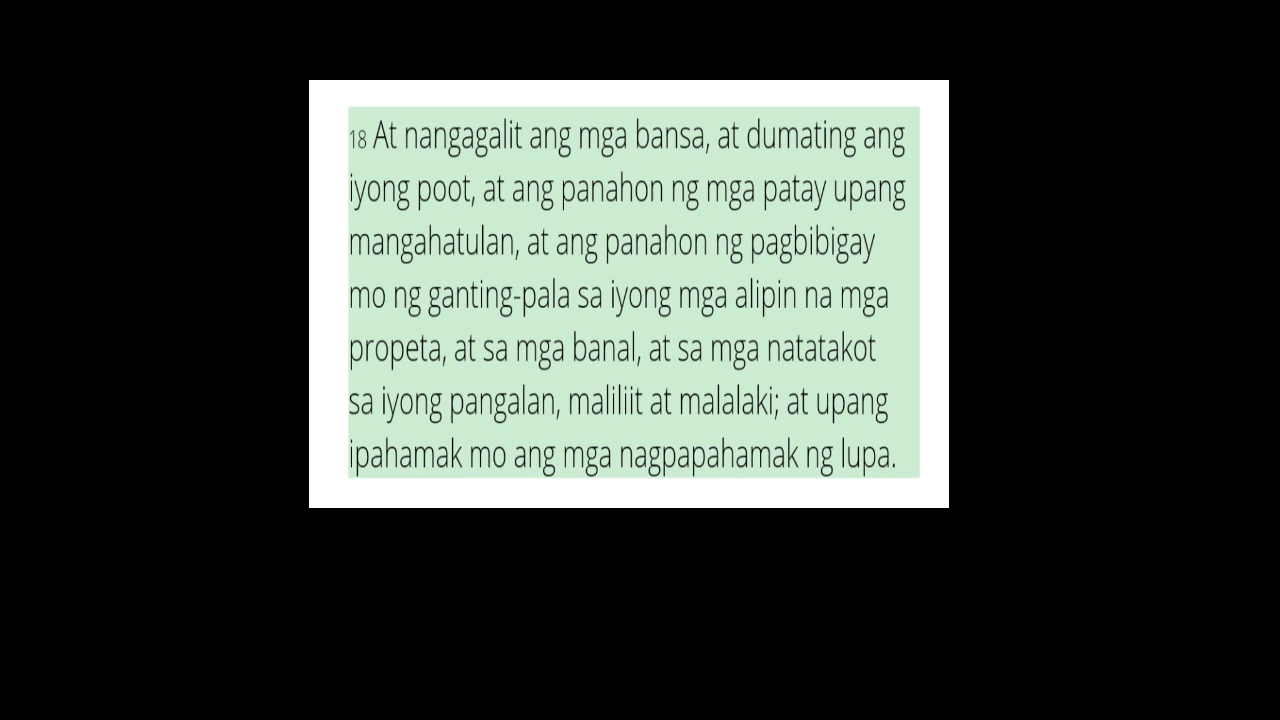 18 At nangagalit ang mga bansa, at dumating ang
iyong poot, at ang panahon ng mga patay upang
mangahatulan, at ang panahon ng pagbibigay
mo ng ganting-pala sa iyong mga alipin na mga
propeta, at sa mga banal, at sa mga natatakot
sa iyong pangalan, maliliit at malalaki; at upang
ipahamak mo ang mga nagpapahamak ng lupa.